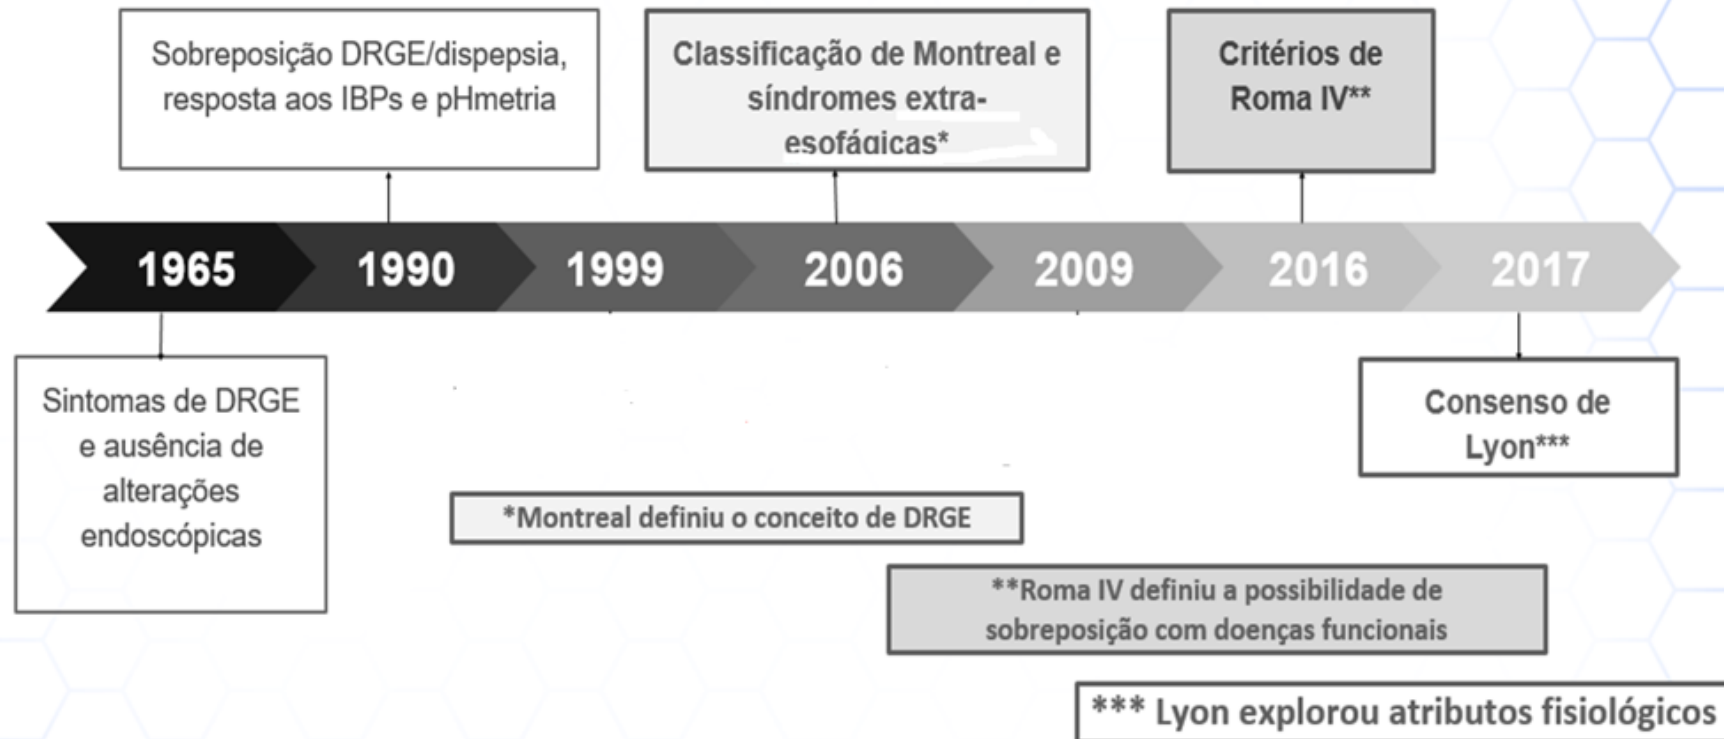 Sobreposição DRGE/dispepsia,
resposta aos IBPs e pHmetria
Classificação de Montreal e
síndromes extra-
esofágicas*
Critérios de
Roma IV**
1965
1990
1999
2006
2009
2016
2017
Sintomas de DRGE
e ausência de
alterações
endoscópicas
Consenso de
Lyon***
*Montreal definiu o conceito de DRGE
**Roma IV definiu a possibilidade de
sobreposição com doenças funcionais
*** Lyon explorou atributos fisiológicos